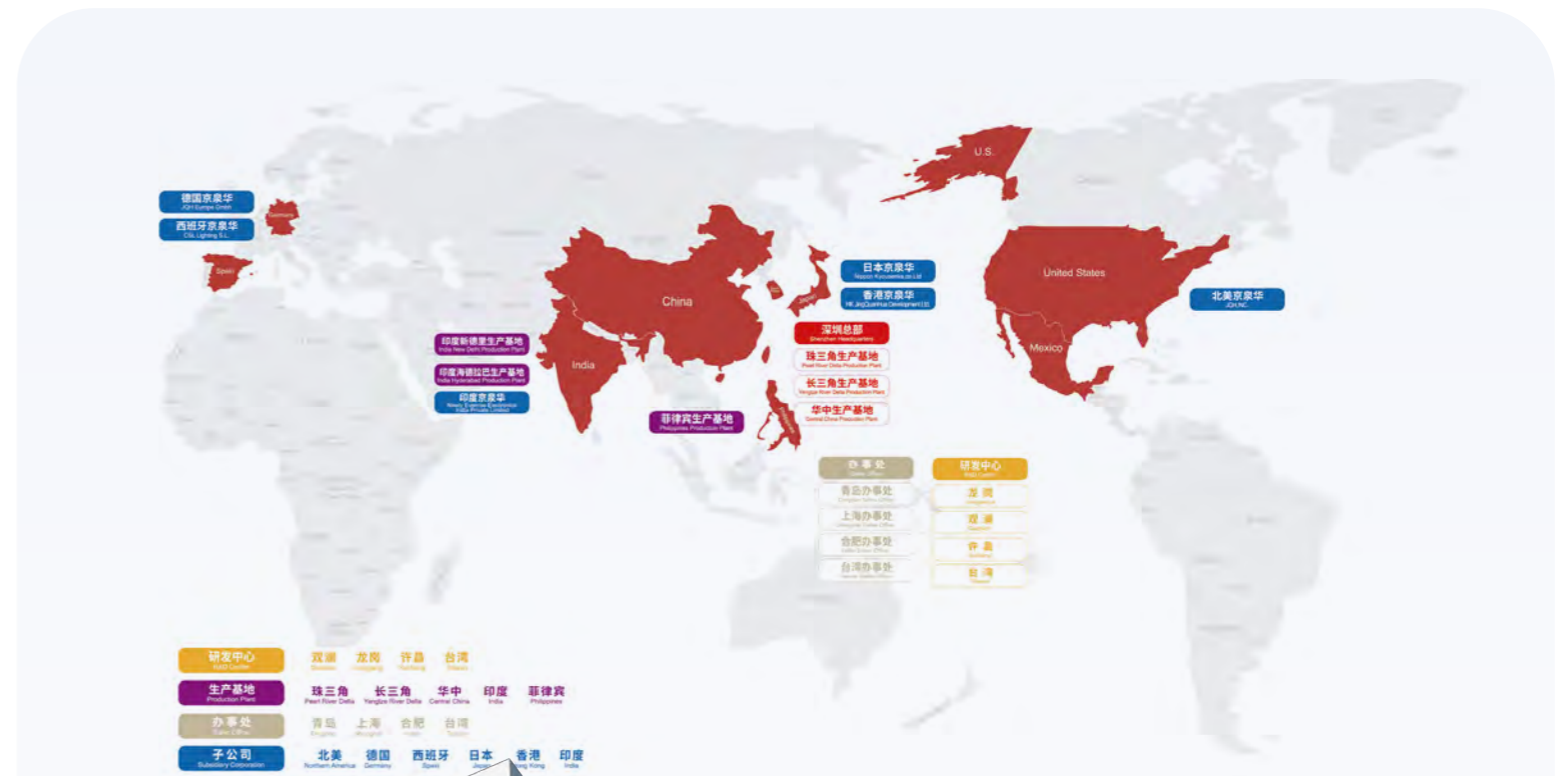 U.S.
德国京泉华
JQH Europe GmbH
Germany
西班牙京泉华
CSL Lighting S.L.
Spain
China
Japan
日本京泉华
香港京泉华
HK JingQuanHua Development Ltd
United States
北美京泉华
JQH, NC.
Mexico
深圳总部
Shenzhen Headquarters
珠三角生产基地
Pearl River Delta Production Plant
长三角生产基地
Yangtze River Delta Production Plant
华中生产基地
Central China Production Plant
印度新德里生产基地
India New Delhi Production Plant
印度海德拉巴生产基地
India Hyderabad Production Plant
印度京泉华
India Private Limited
India
菲律宾生产基地
Philippines Production Plant
Philippines
办事处
研发中心
R&D Center
青岛办事处
龙岗
上海办事处
观澜
合肥办事处
许昌
台湾办事处
台湾
研发中心 双澜 龙岗 许昌 台湾
R&D Center
生产基地 珠三角 长三角 华中 印度 菲律宾
Production Plant Pearl River Delta Yangtze River Delta Central China India Philippines
办事处 青岛 上海 合肥 台湾
Sales Office
子公司 北美 德国 西班牙 日本 香港 印度
Subsidiary Corporation Northern America Germany Spain India